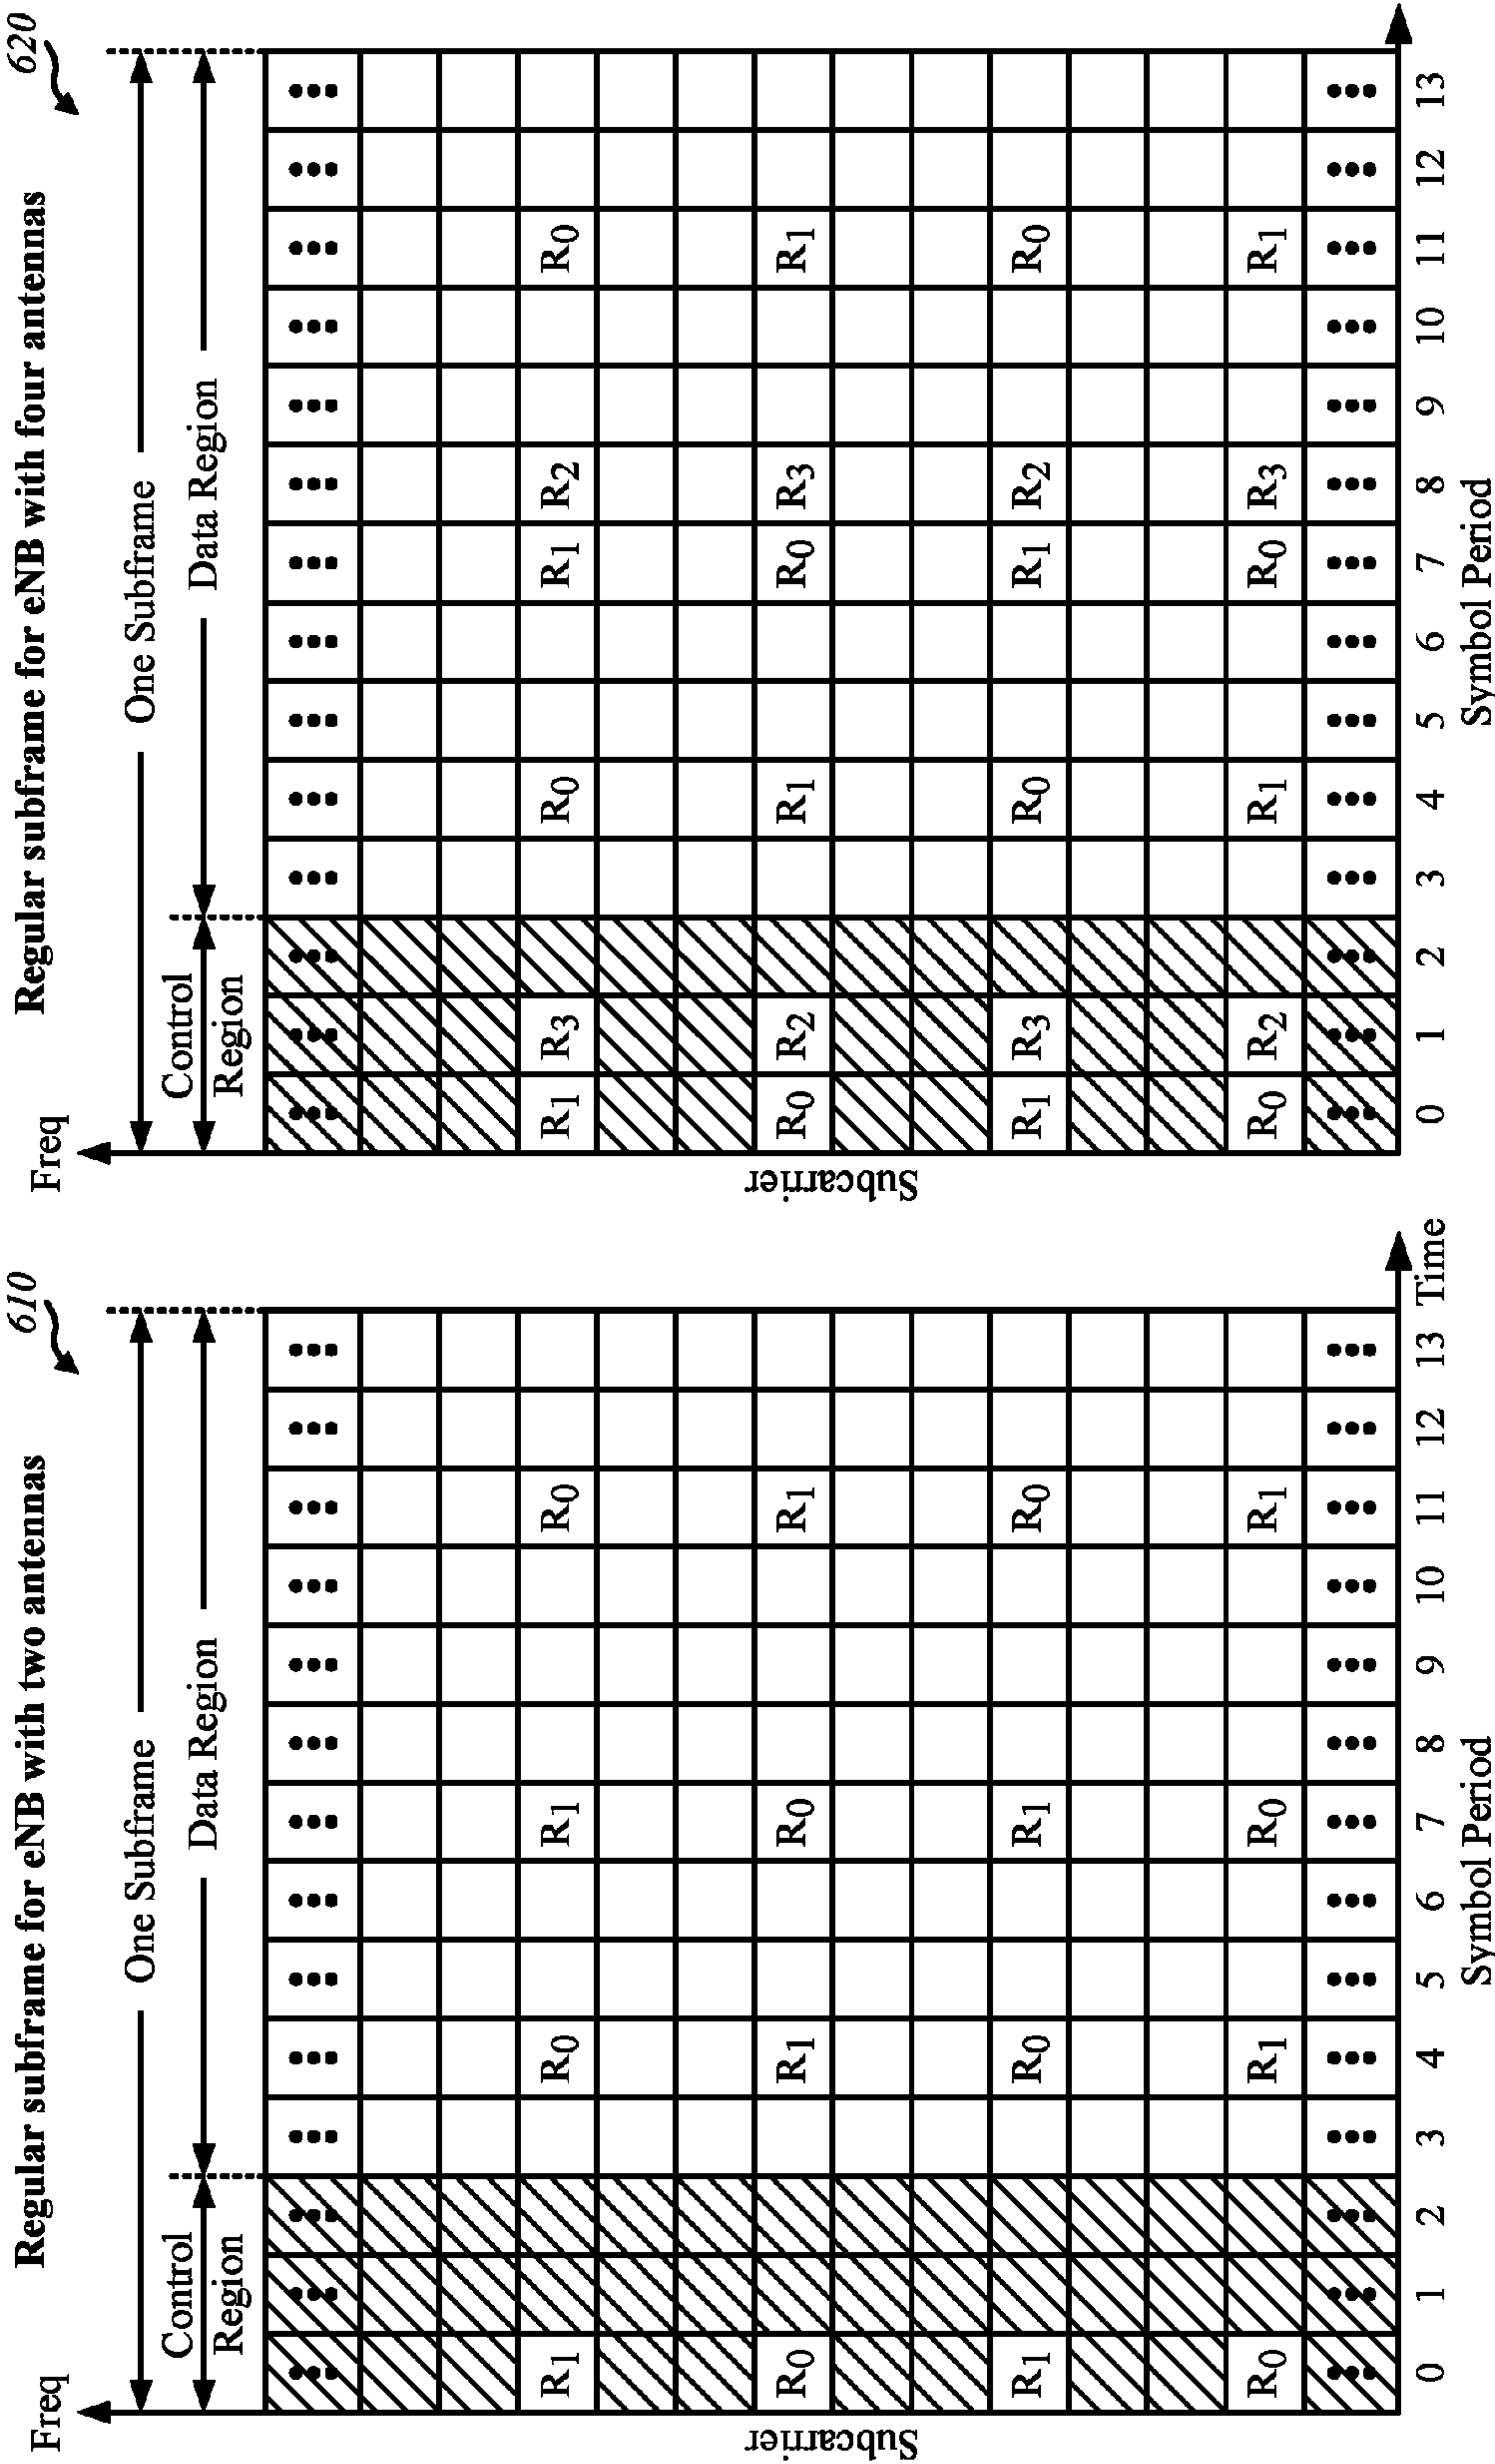 Regular subframe for eNB with two antennas
610
Freq
One Subframe
Control Region
Data Region
Subcarrier
... ... ... ... ... ... ... ... ... ... ... ... ... ...
R1 R0 R1 R0
R0 R1 R0 R1
R1 R0 R1 R0
R0 R1 R0 R1
... ... ... ... ... ... ... ... ... ... ... ... ... ...
0 1 2 3 4 5 6 7 8 9 10 11 12 13 Time
Symbol Period
Regular subframe for eNB with four antennas
620
Freq
One Subframe
Control Region
Data Region
Subcarrier
... ... ... ... ... ... ... ... ... ... ... ... ... ...
R1 R3 R0 R1 R2 R0
R0 R2 R1 R0 R3 R1
R1 R3 R0 R1 R2 R0
R0 R2 R1 R0 R3 R1
... ... ... ... ... ... ... ... ... ... ... ... ... ...
0 1 2 3 4 5 6 7 8 9 10 11 12 13
Symbol Period